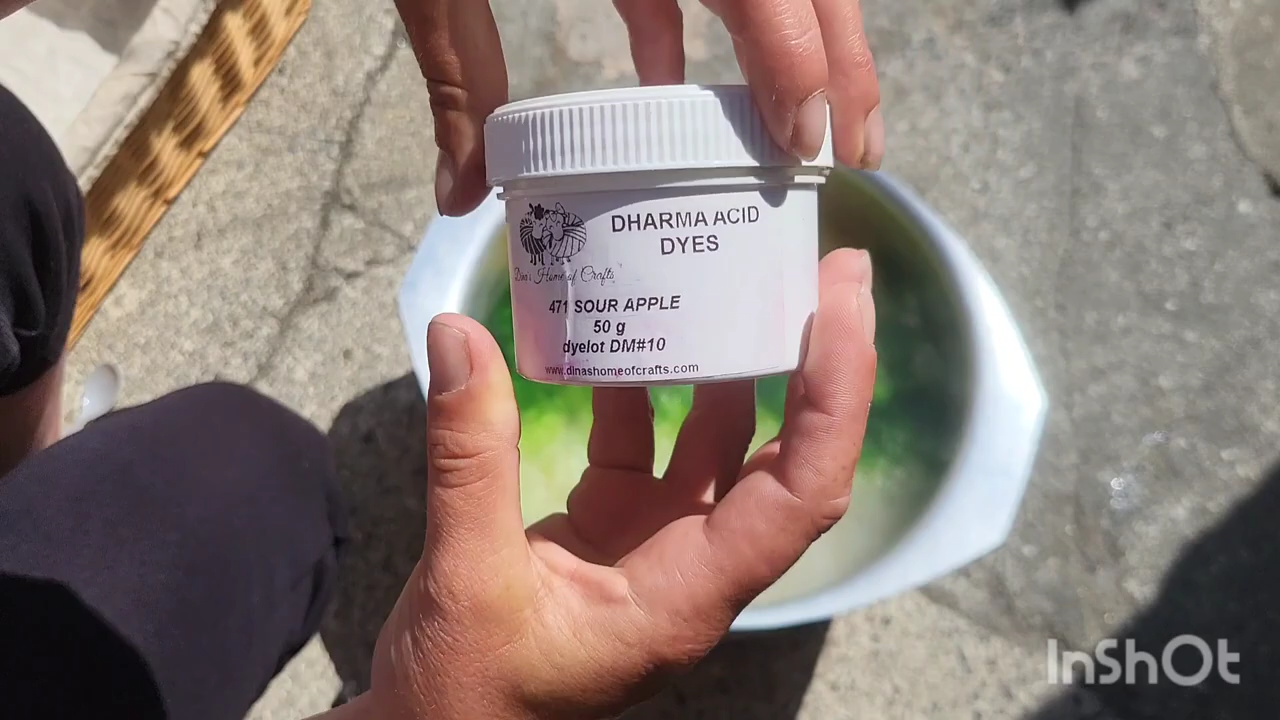 DHARMA ACID
DYES
Dina's Home of Crafts
471 SOUR APPLE
50 g
dyelot DM#10
www.dinashomeofcrafts.com
InShOt